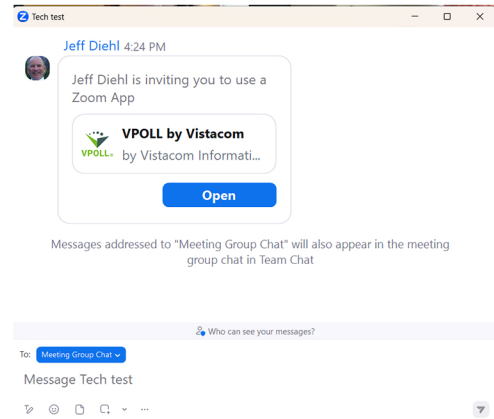 Tech test
Jeff Diehl 4:24 PM
Jeff Diehl is inviting you to use a
Zoom App
VPOLL by Vistacom
VPOLL®
by Vistacom Informati...
Open
Messages addressed to "Meeting Group Chat" will also appear in the meeting
group chat in Team Chat
Who can see your messages?
To: Meeting Group Chat
Message Tech test